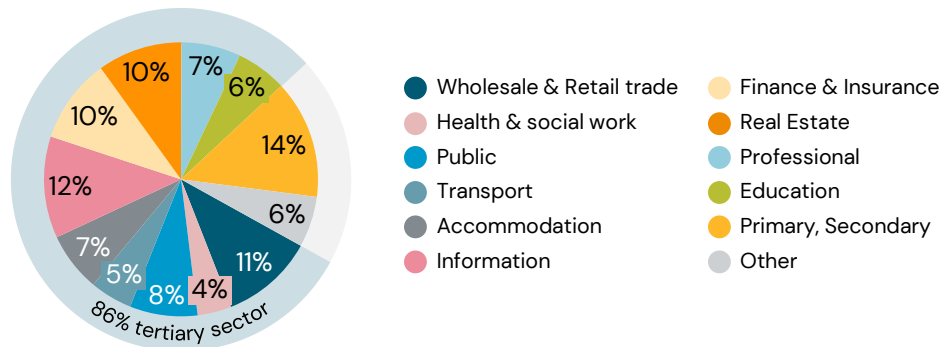 10%
7%
6%
14%
6%
11%
4%
8%
5%
7%
12%
10%
86% tertiary sector
Wholesale & Retail trade
Health & social work
Public
Transport
Accommodation
Information
Finance & Insurance
Real Estate
Professional
Education
Primary, Secondary
Other